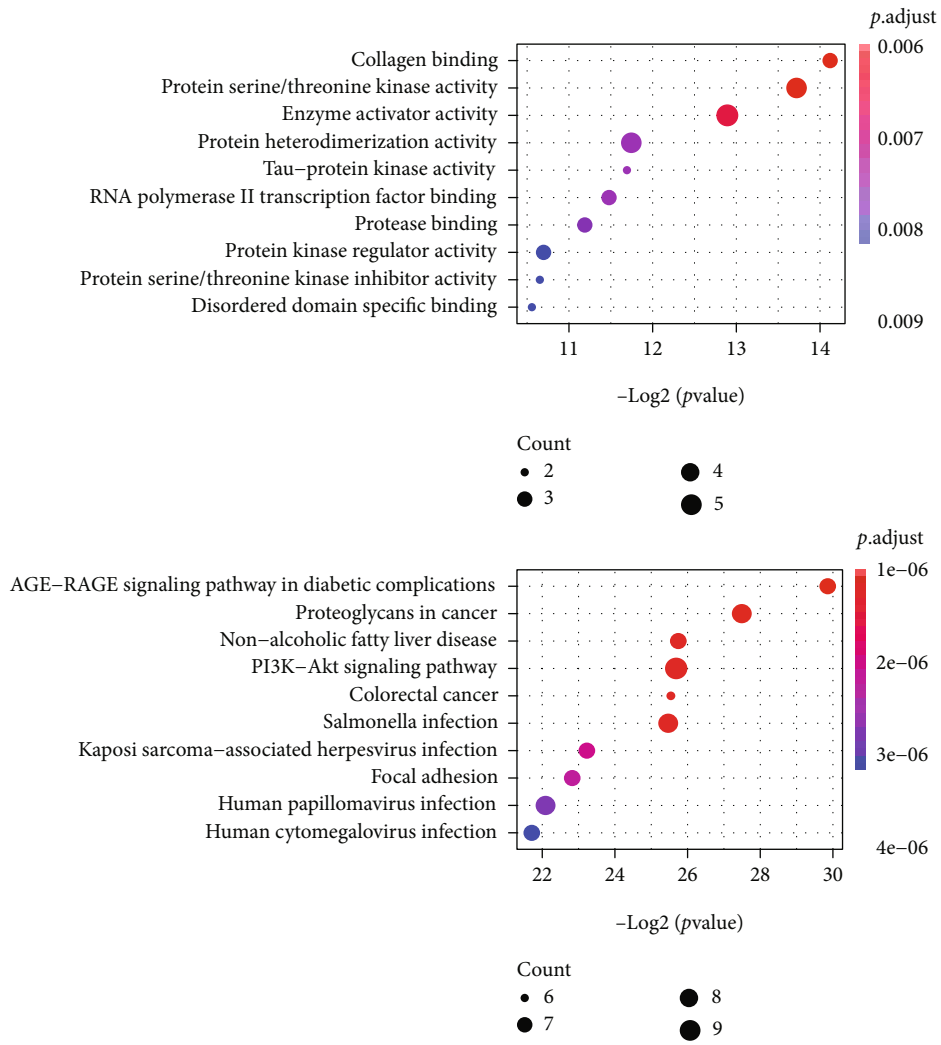 p.adjust
Collagen binding
Protein serine/threonine kinase activity
Enzyme activator activity
Protein heterodimerization activity
Tau−protein kinase activity
RNA polymerase II transcription factor binding
Protease binding
Protein kinase regulator activity
Protein serine/threonine kinase inhibitor activity
Disordered domain specific binding
0.006
0.007
0.008
0.009
11 12 13 14
−Log2 (pvalue)
Count
2 4
3 5
p.adjust
AGE−RAGE signaling pathway in diabetic complications
Proteoglycans in cancer
Non−alcoholic fatty liver disease
PI3K−Akt signaling pathway
Colorectal cancer
Salmonella infection
Kaposi sarcoma−associated herpesvirus infection
Focal adhesion
Human papillomavirus infection
Human cytomegalovirus infection
1e−06
2e−06
3e−06
4e−06
22 24 26 28 30
−Log2 (pvalue)
Count
6 8
7 9